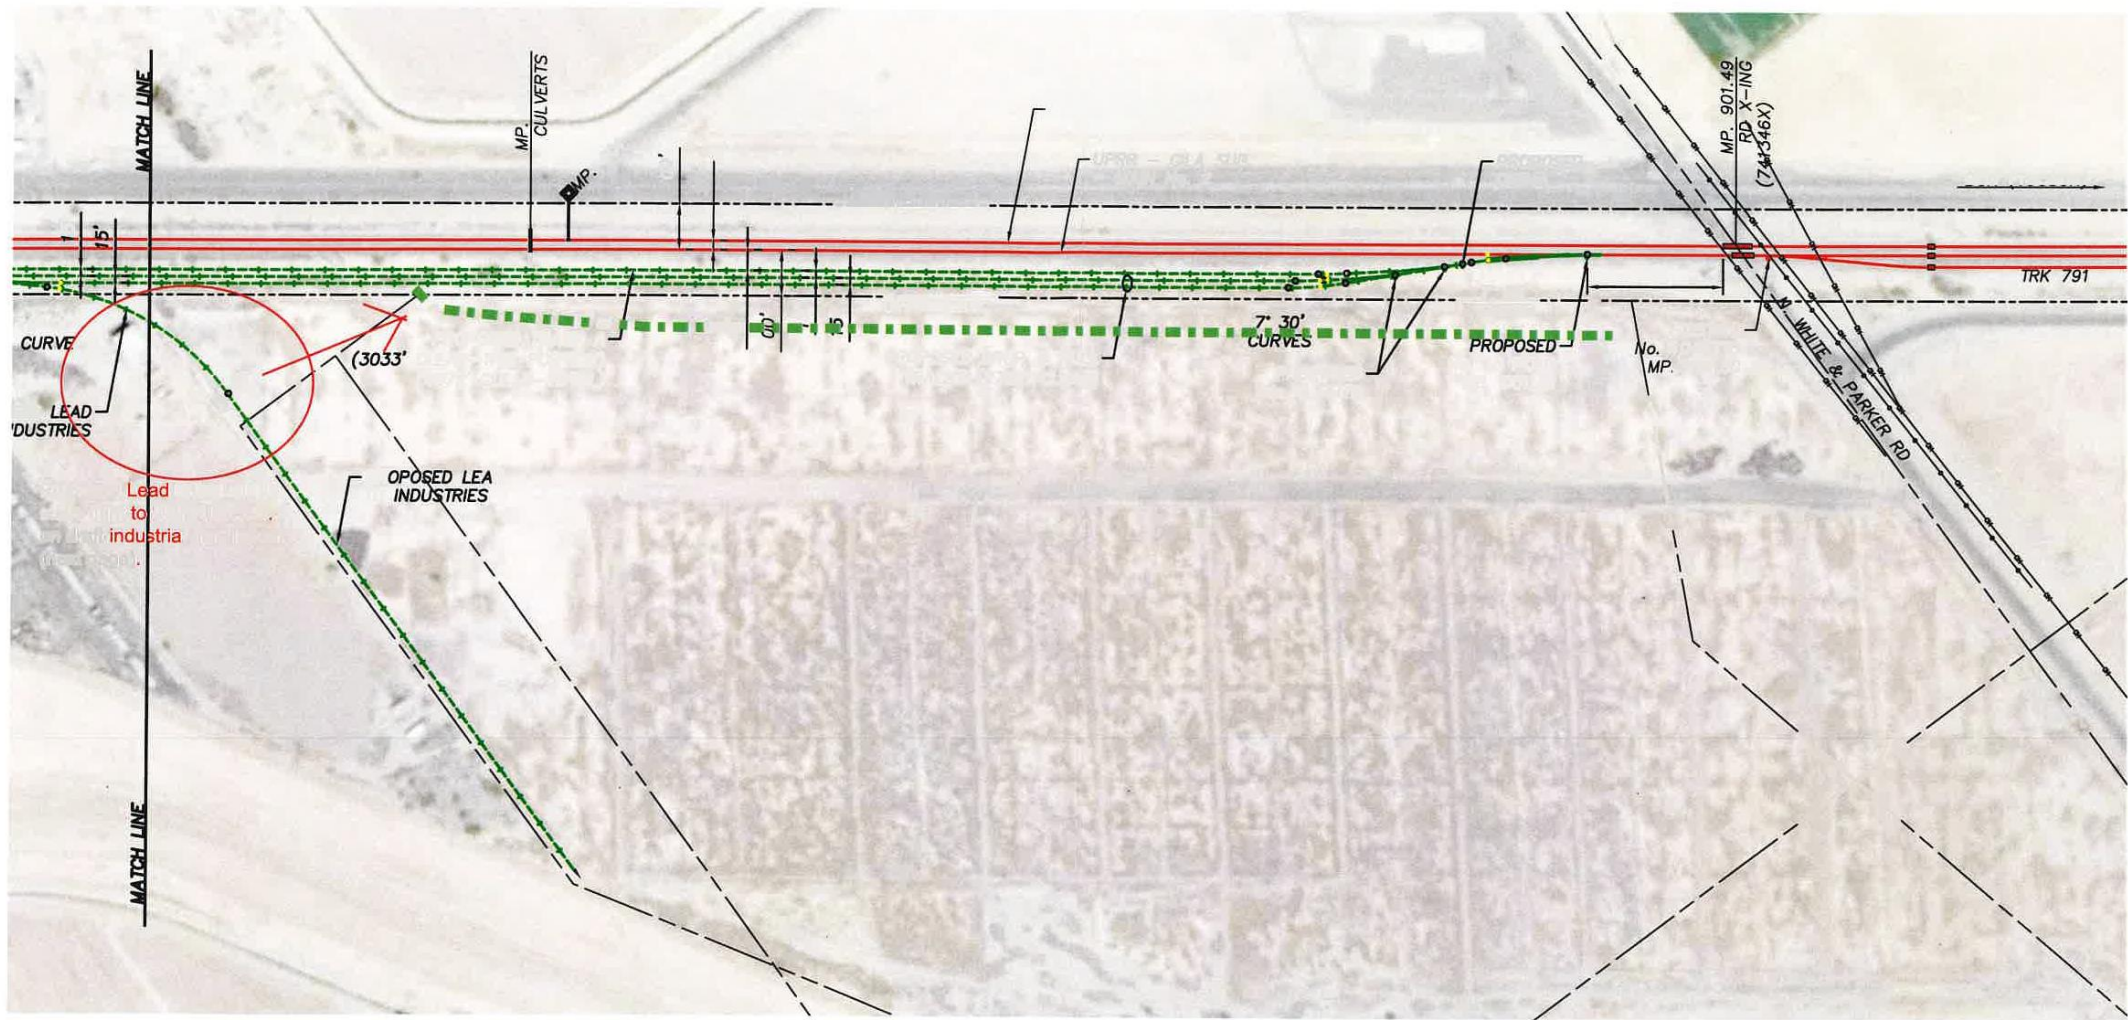 MATCH LINE
15'
MP.
CULVERTS
MP.
UPRR - GILA SUB
PROPOSED
MP. 901.49
RD X-ING
(741346X)
TRK 791
CURVE
(3033'
00'
7° 30'
CURVES
PROPOSED
No.
MP.
N. WHITE & PARKER RD
LEAD
DUSTRIES
Lead
to
industria
OPOSED LEA
INDUSTRIES
MATCH LINE